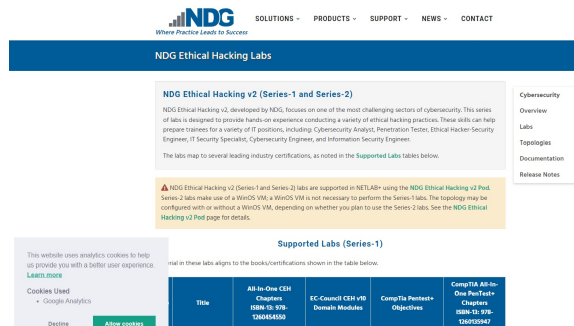 NDG
Where Practice Leads to Success
SOLUTIONS
PRODUCTS
SUPPORT
NEWS
CONTACT
NDG Ethical Hacking Labs
NDG Ethical Hacking v2 (Series-1 and Series-2)
NDG Ethical Hacking v2, developed by NDG, focuses on one of the most challenging sectors of cybersecurity. This series
of labs is designed to provide hands-on experience conducting a variety of ethical hacking practices. These skills can help
prepare trainees for a variety of IT positions, including: Cybersecurity Analyst, Penetration Tester, Ethical Hacker-Security
Engineer, IT Security Specialist, Cybersecurity Engineer, and Information Security Engineer.
The labs map to several leading industry certifications, as noted in the Supported Labs tables below.
Cybersecurity
Overview
Labs
Topologies
Documentation
Release Notes
NDG Ethical Hacking v2 (Series-1 and Series-2) labs are supported in NETLAB+ using the NDG Ethical Hacking v2 Pod.
Series-2 labs make use of a WinOS VM; a WinOS VM is not necessary to perform the Series-1 labs. The topology may be
configured with or without a WinOS VM, depending on whether you plan to use the Series-2 labs. See the NDG Ethical
Hacking v2 Pod page for details.
Supported Labs (Series-1)
rial in these labs aligns to the books/certifications shown in the table below.
Title
All-In-One CEH
Chapters
ISBN-13: 978-
1260454550
EC-Council CEH v10
Domain Modules
CompTia Pentest+
Objectives
CompTIA All-In-
One PenTest+
Chapters
ISBN-13: 978-
1260135947
This website uses analytics cookies to help
us provide you with a better user experience.
Learn more
Cookies Used
Google Analytics
Decline
Allow cookies